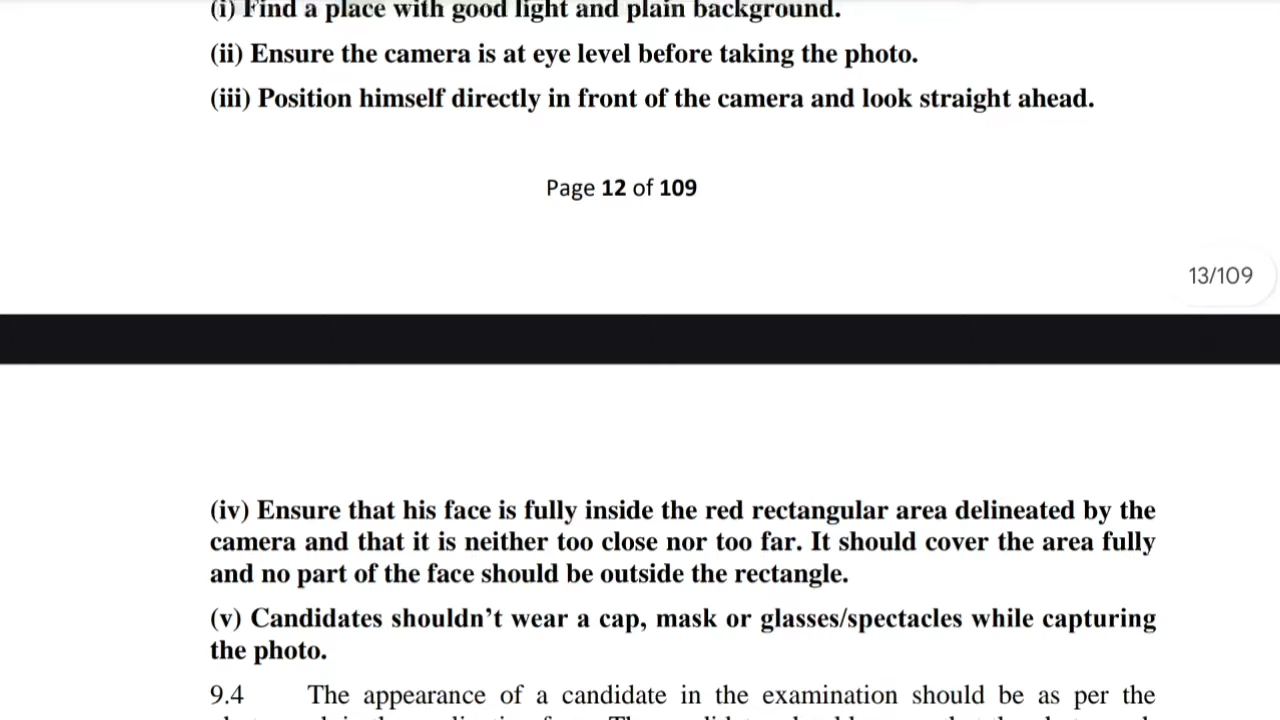 (i) Find a place with good light and plain background.
(ii) Ensure the camera is at eye level before taking the photo.
(iii) Position himself directly in front of the camera and look straight ahead.
Page 12 of 109
13/109
(iv) Ensure that his face is fully inside the red rectangular area delineated by the
camera and that it is neither too close nor too far. It should cover the area fully
and no part of the face should be outside the rectangle.
(v) Candidates shouldn’t wear a cap, mask or glasses/spectacles while capturing
the photo.
9.4 The appearance of a candidate in the examination should be as per the